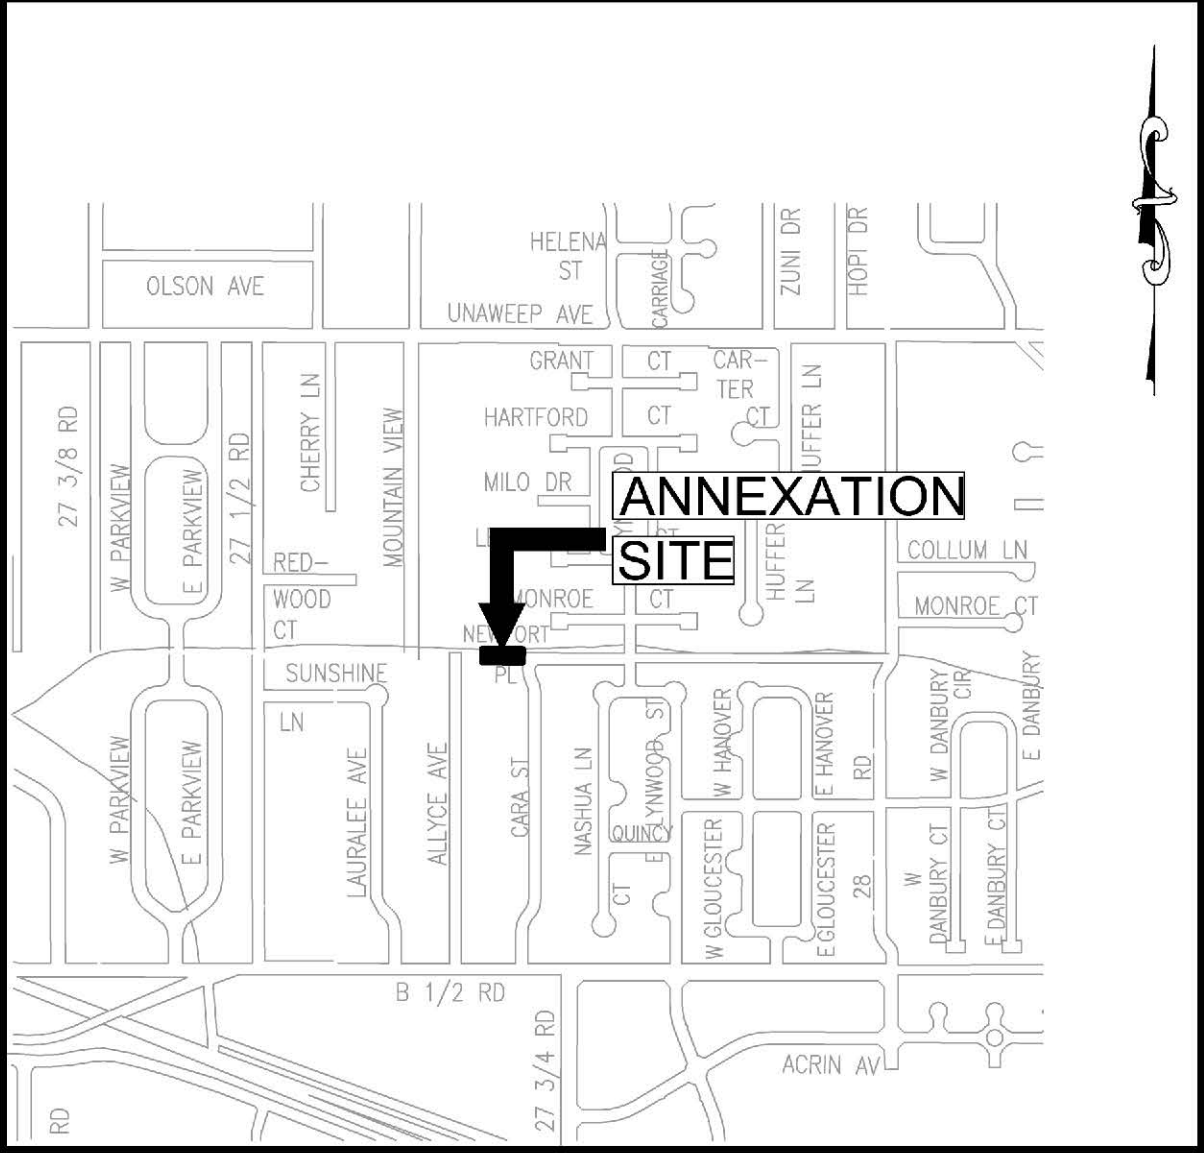 HELENA
ST
CARRIAGE
ZUNI DR
HOPI DR
OLSON AVE
UNAWEEP AVE
GRANT CT
CAR-
TER
CT
HARTFORD CT
27 3/8 RD
W PARKVIEW
E PARKVIEW
27 1/2 RD
CHERRY LN
MOUNTAIN VIEW
MILO DR
ANNEXATION
SITE
CT
HUFFER
LN
COLLUM LN
RED-
WOOD
CT
MONROE CT
MONROE CT
PL
SUNSHINE
LN
W PARKVIEW
E PARKVIEW
LAURALEE AVE
ALLYCE AVE
CARA ST
NASHUA LN
E LYNWOOD ST
QUINCY
CT
W HANOVER
E HANOVER
W GLOUCESTER
E GLOUCESTER
28 RD
W DANBURY
CIR
E DANBURY
W
DANBURY CT
E DANBURY CT
B 1/2 RD
27 3/4 RD
ACRIN AV
RD